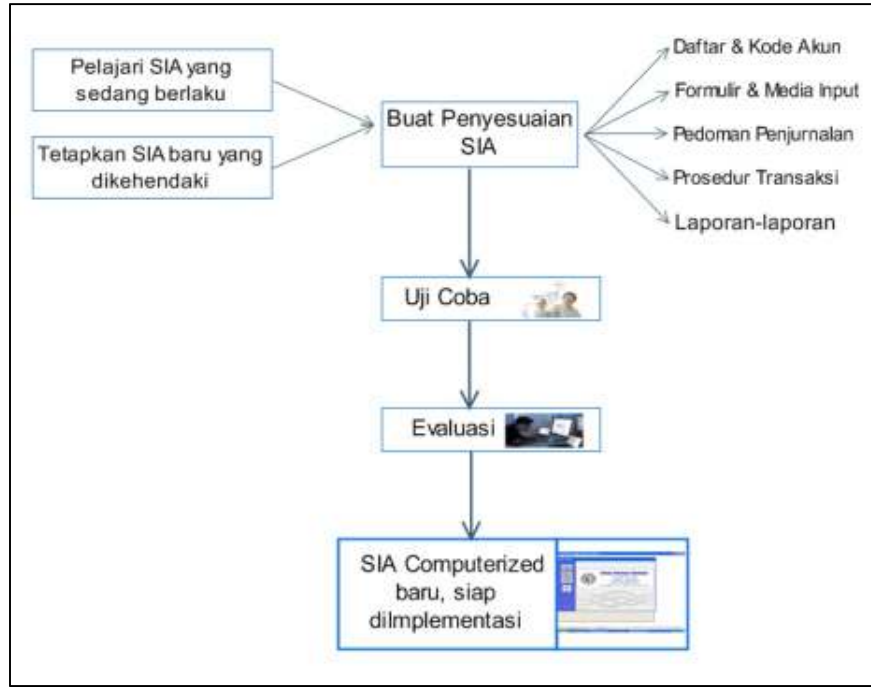 Pelajari SIA yang
sedang berlaku
Tetapkan SIA baru yang
dikehendaki
Buat Penyesuaian
SIA
Daftar & Kode Akun
Formulir & Media Input
Pedoman Penjurnalan
Prosedur Transaksi
Laporan-laporan
Uji Coba
Evaluasi
SIA Computerized
baru, siap
diImplementasi